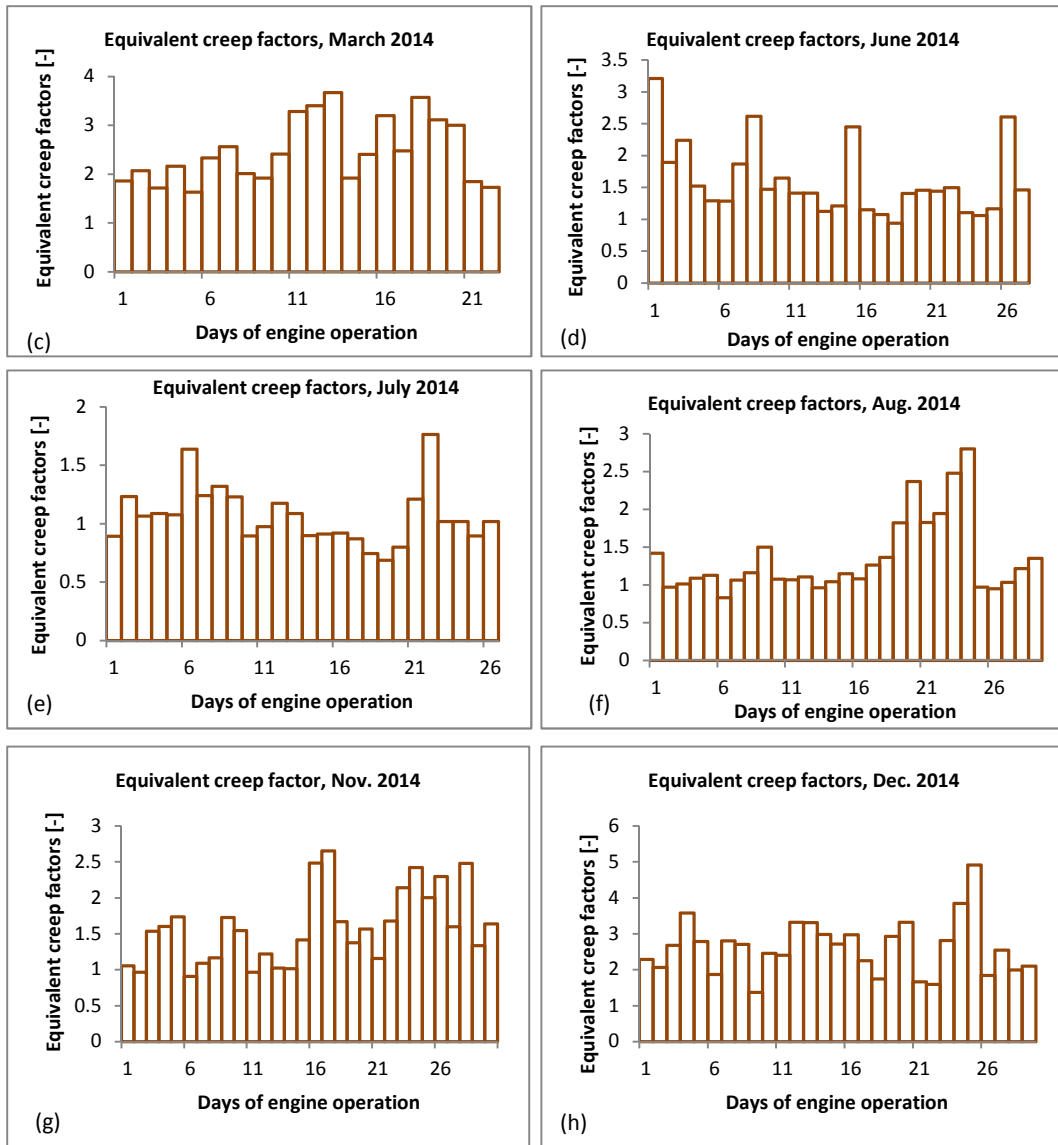 Equivalent creep factors, March 2014
Equivalent creep factors [-]
4
3
2
1
0
1 6 11 16 21
Days of engine operation
(c)
Equivalent creep factors, June 2014
Equivalent creep factors [-]
3.5
3
2.5
2
1.5
1
0.5
0
1 6 11 16 21 26
Days of engine operation
(d)
Equivalent creep factors, July 2014
Equivalent creep factors [-]
2
1.5
1
0.5
0
1 6 11 16 21 26
Days of engine operation
(e)
Equivalent creep factors, Aug. 2014
Equivalent creep factors [-]
3
2.5
2
1.5
1
0.5
0
1 6 11 16 21 26
Days of engine operation
(f)
Equivalent creep factor, Nov. 2014
Equivalent creep factors [-]
3
2.5
2
1.5
1
0.5
0
1 6 11 16 21 26
Days of engine operation
(g)
Equivalent creep factors, Dec. 2014
Equivalent creep factors [-]
6
5
4
3
2
1
0
1 6 11 16 21 26
Days of engine operation
(h)